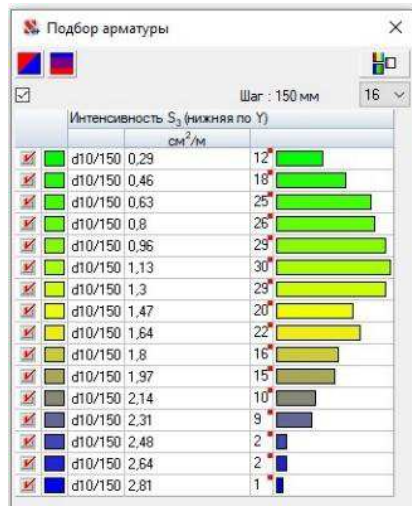 Подбор арматуры
Шаг : 150 мм 16
Интенсивность S3 (нижняя по Y)
см2/м
d10/150 0,29 12
d10/150 0,46 18
d10/150 0,63 25
d10/150 0,8 26
d10/150 0,96 29
d10/150 1,13 30
d10/150 1,3 29
d10/150 1,47 20
d10/150 1,64 22
d10/150 1,8 16
d10/150 1,97 15
d10/150 2,14 10
d10/150 2,31 9
d10/150 2,48 2
d10/150 2,64 2
d10/150 2,81 1